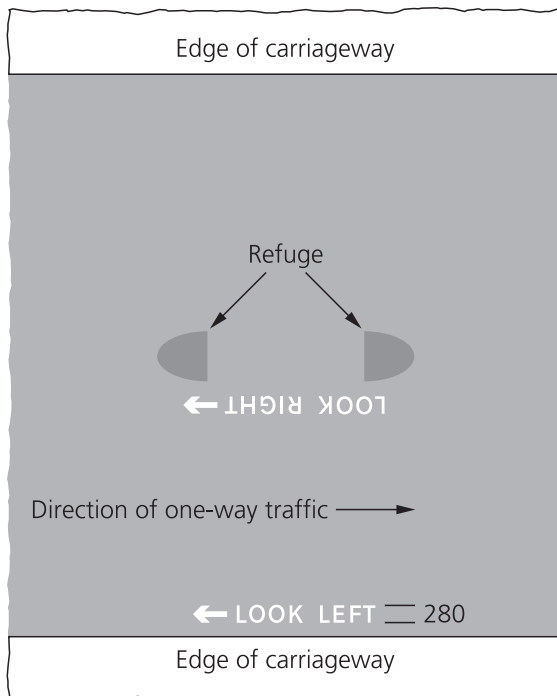 Edge of carriageway
Refuge
LOOK RIGHT
Direction of one-way traffic
LOOK LEFT 280
Edge of carriageway